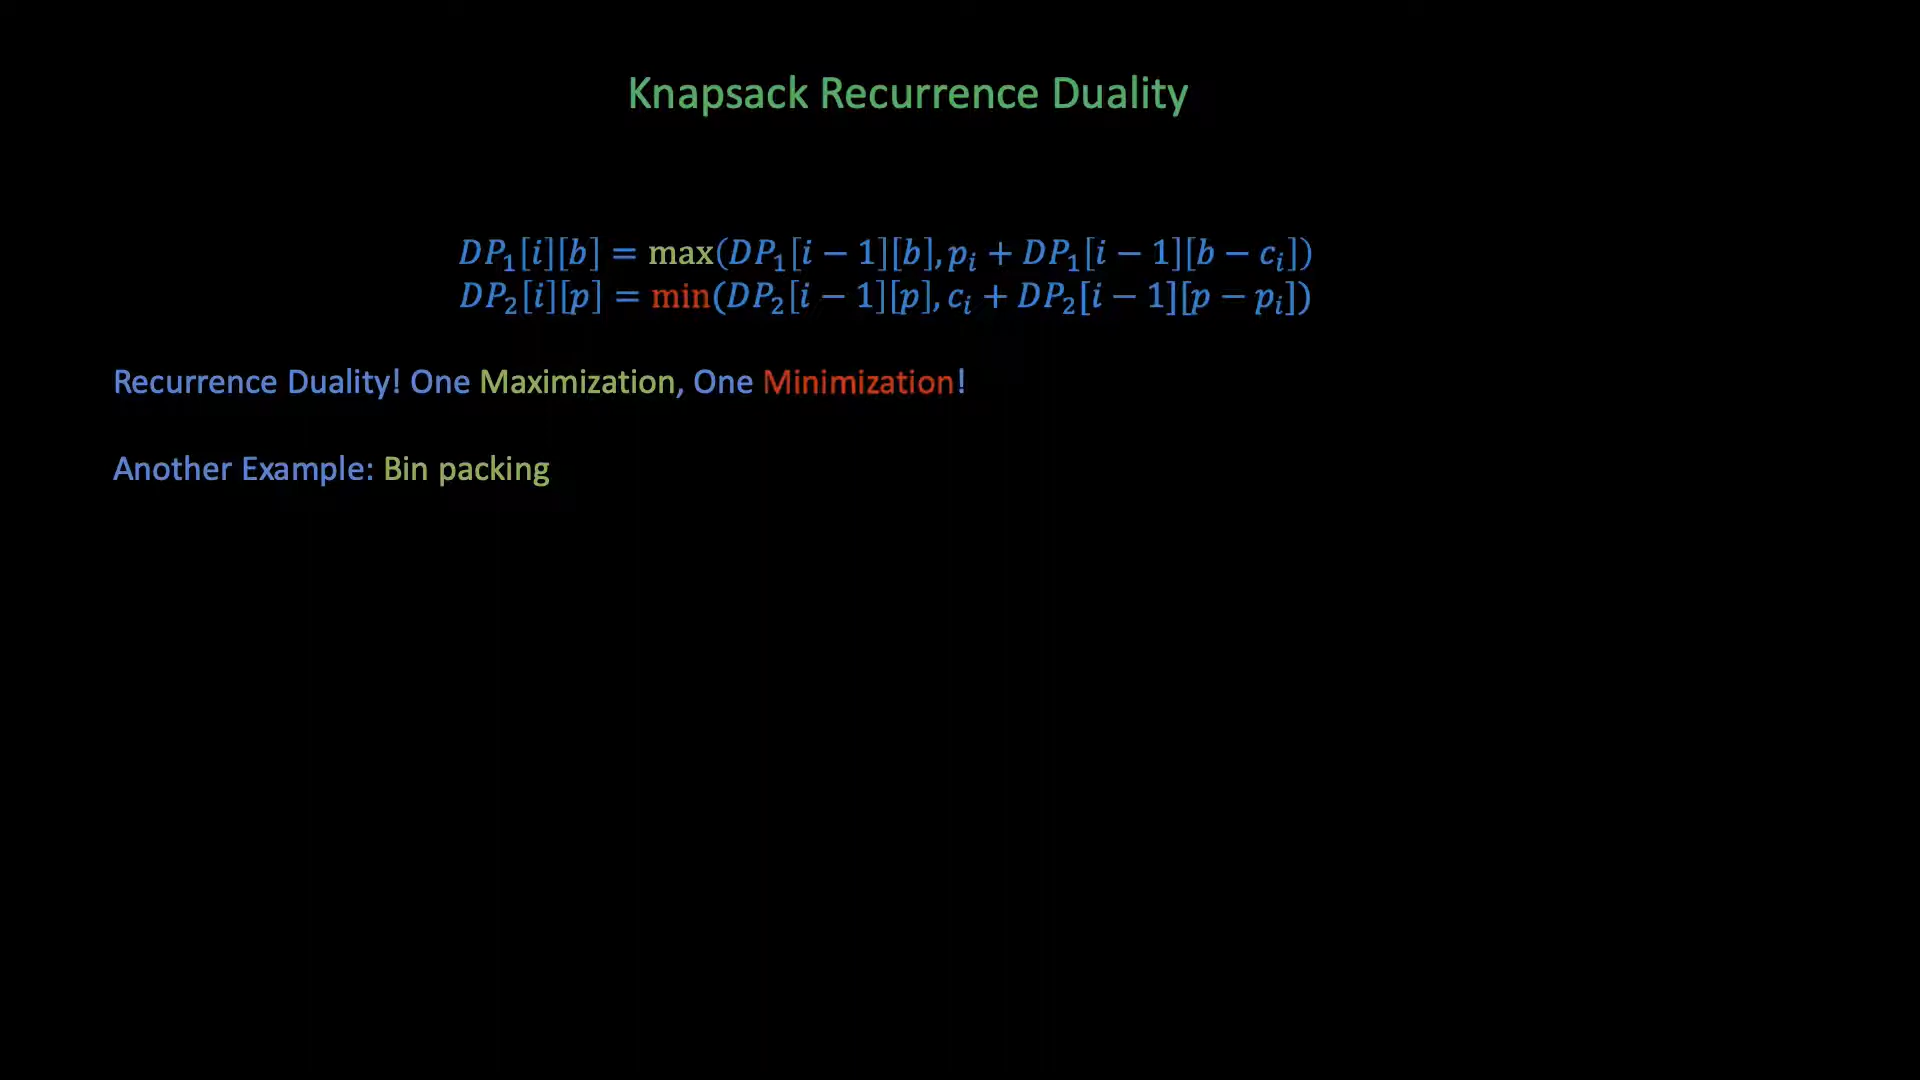 Knapsack Recurrence Duality
DP₁[i][b] = max(DP₁[i − 1][b], pᵢ + DP₁[i − 1][b − cᵢ])
DP₂[i][p] = min(DP₂[i − 1][p], cᵢ + DP₂[i − 1][p − pᵢ])
Recurrence Duality! One Maximization, One Minimization!
Another Example: Bin packing